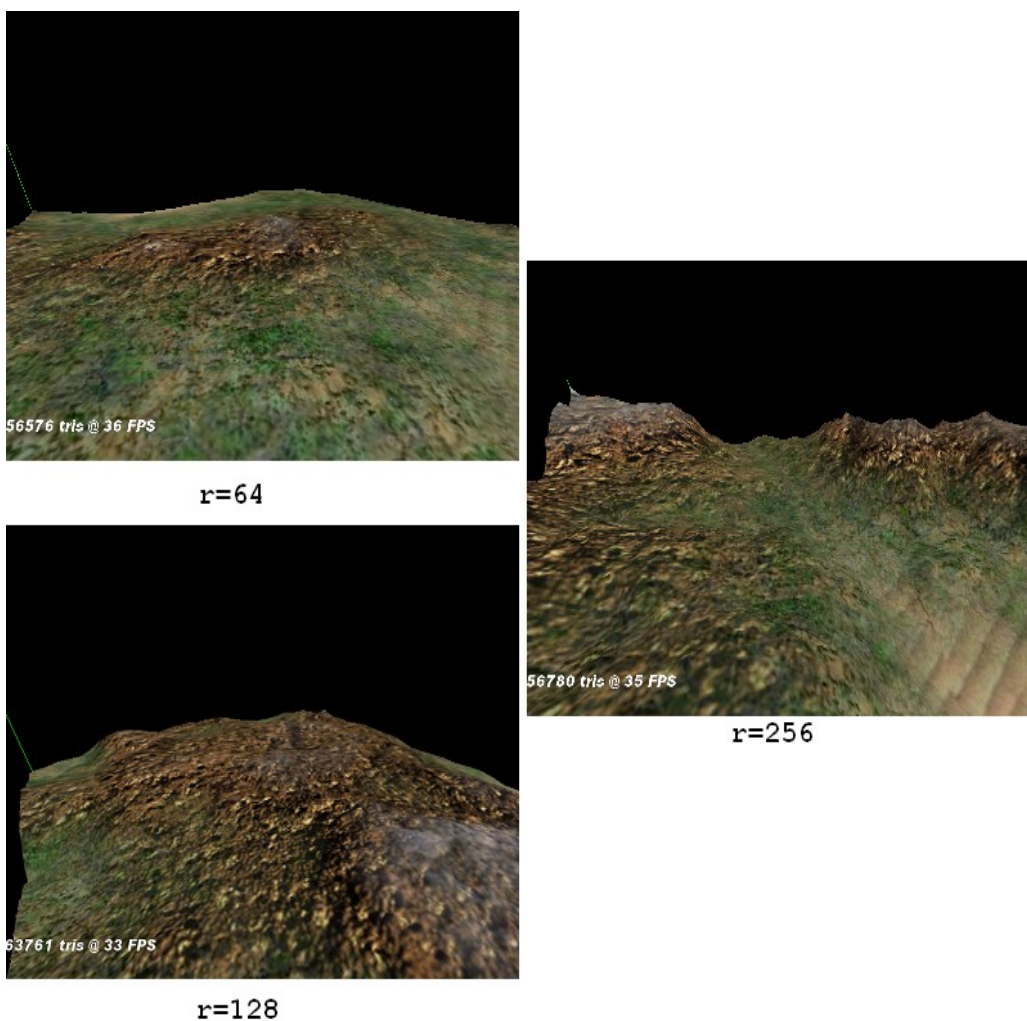 56576 tris @ 36 FPS
r=64
56780 tris @ 35 FPS
r=256
63761 tris @ 33 FPS
r=128